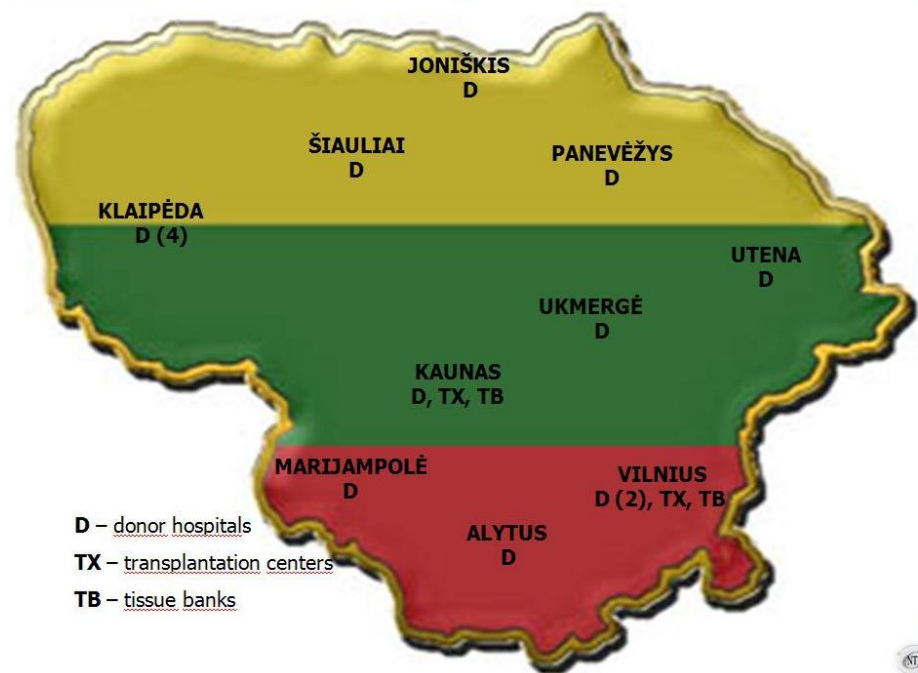 JONIŠKIS
D
ŠIAULIAI
D
PANEVĖŽYS
D
KLAIPĖDA
D (4)
UTENA
D
UKMERGĖ
D
KAUNAS
D, TX, TB
MARIJAMPOLĖ
D
VILNIUS
D (2), TX, TB
ALYTUS
D
D – donor hospitals
TX – transplantation centers
TB – tissue banks